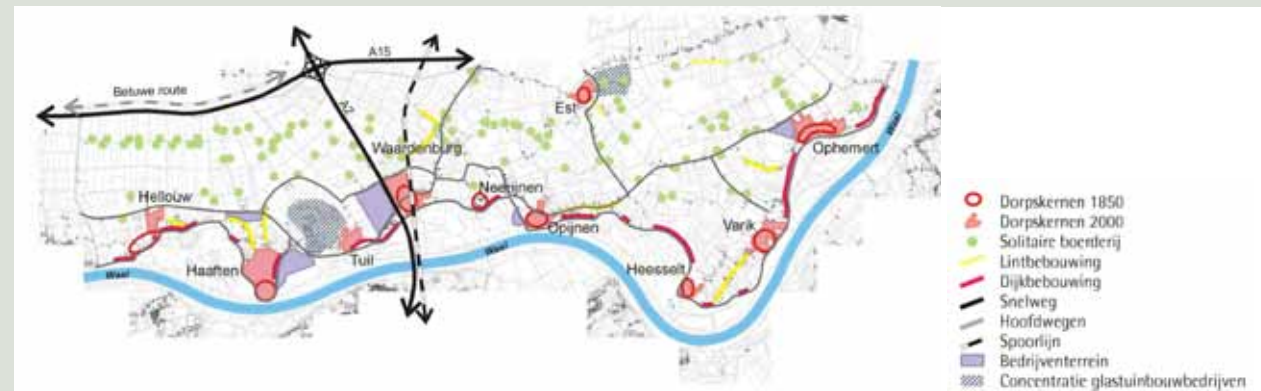 A15
Betuwe route
A2
Est
Waardenburg
Waal
Ophemert
Hellouw
Neerijnen
Opijnen
Varik
Haaften
Tuil
Waal
Heesselt
Waal
Dorpskernen 1850
Dorpskernen 2000
Solitaire boerderij
Lintbebouwing
Dijkbebouwing
Snelweg
Hoofdwegen
Spoorlijn
Bedrijventerrein
Concentratie glastuinbouwbedrijven